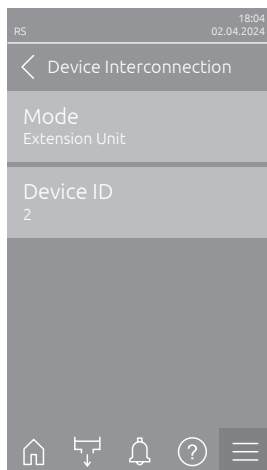 18:04
RS 02.04.2024
Device Interconnection
Mode
Extension Unit
Device ID
2
?